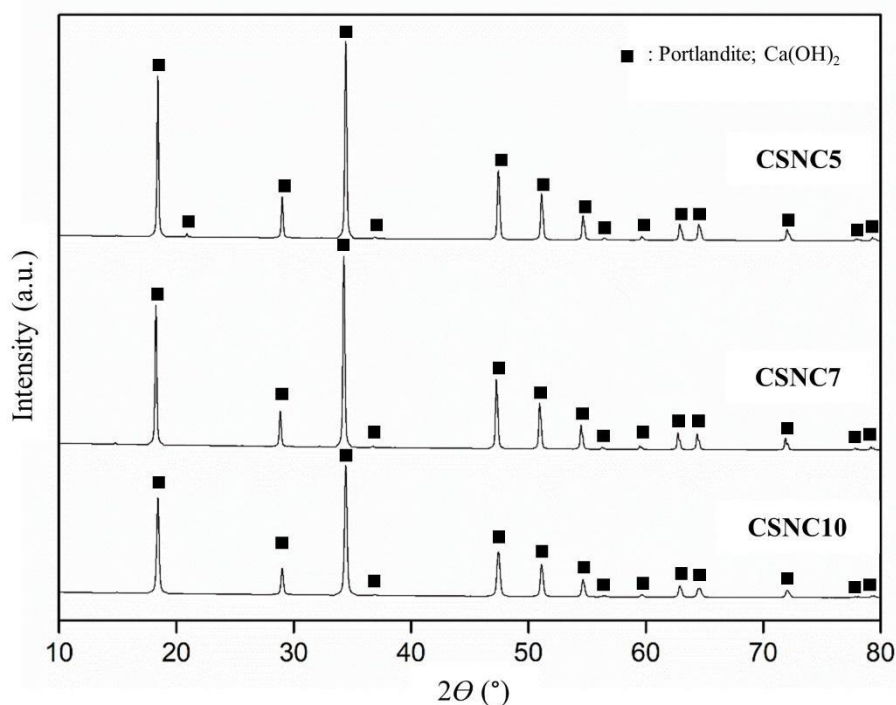 ■ : Portlandite; Ca(OH)₂
CSNC5
CSNC7
CSNC10
Intensity (a.u.)
10 20 30 40 50 60 70 80
2Θ (°)